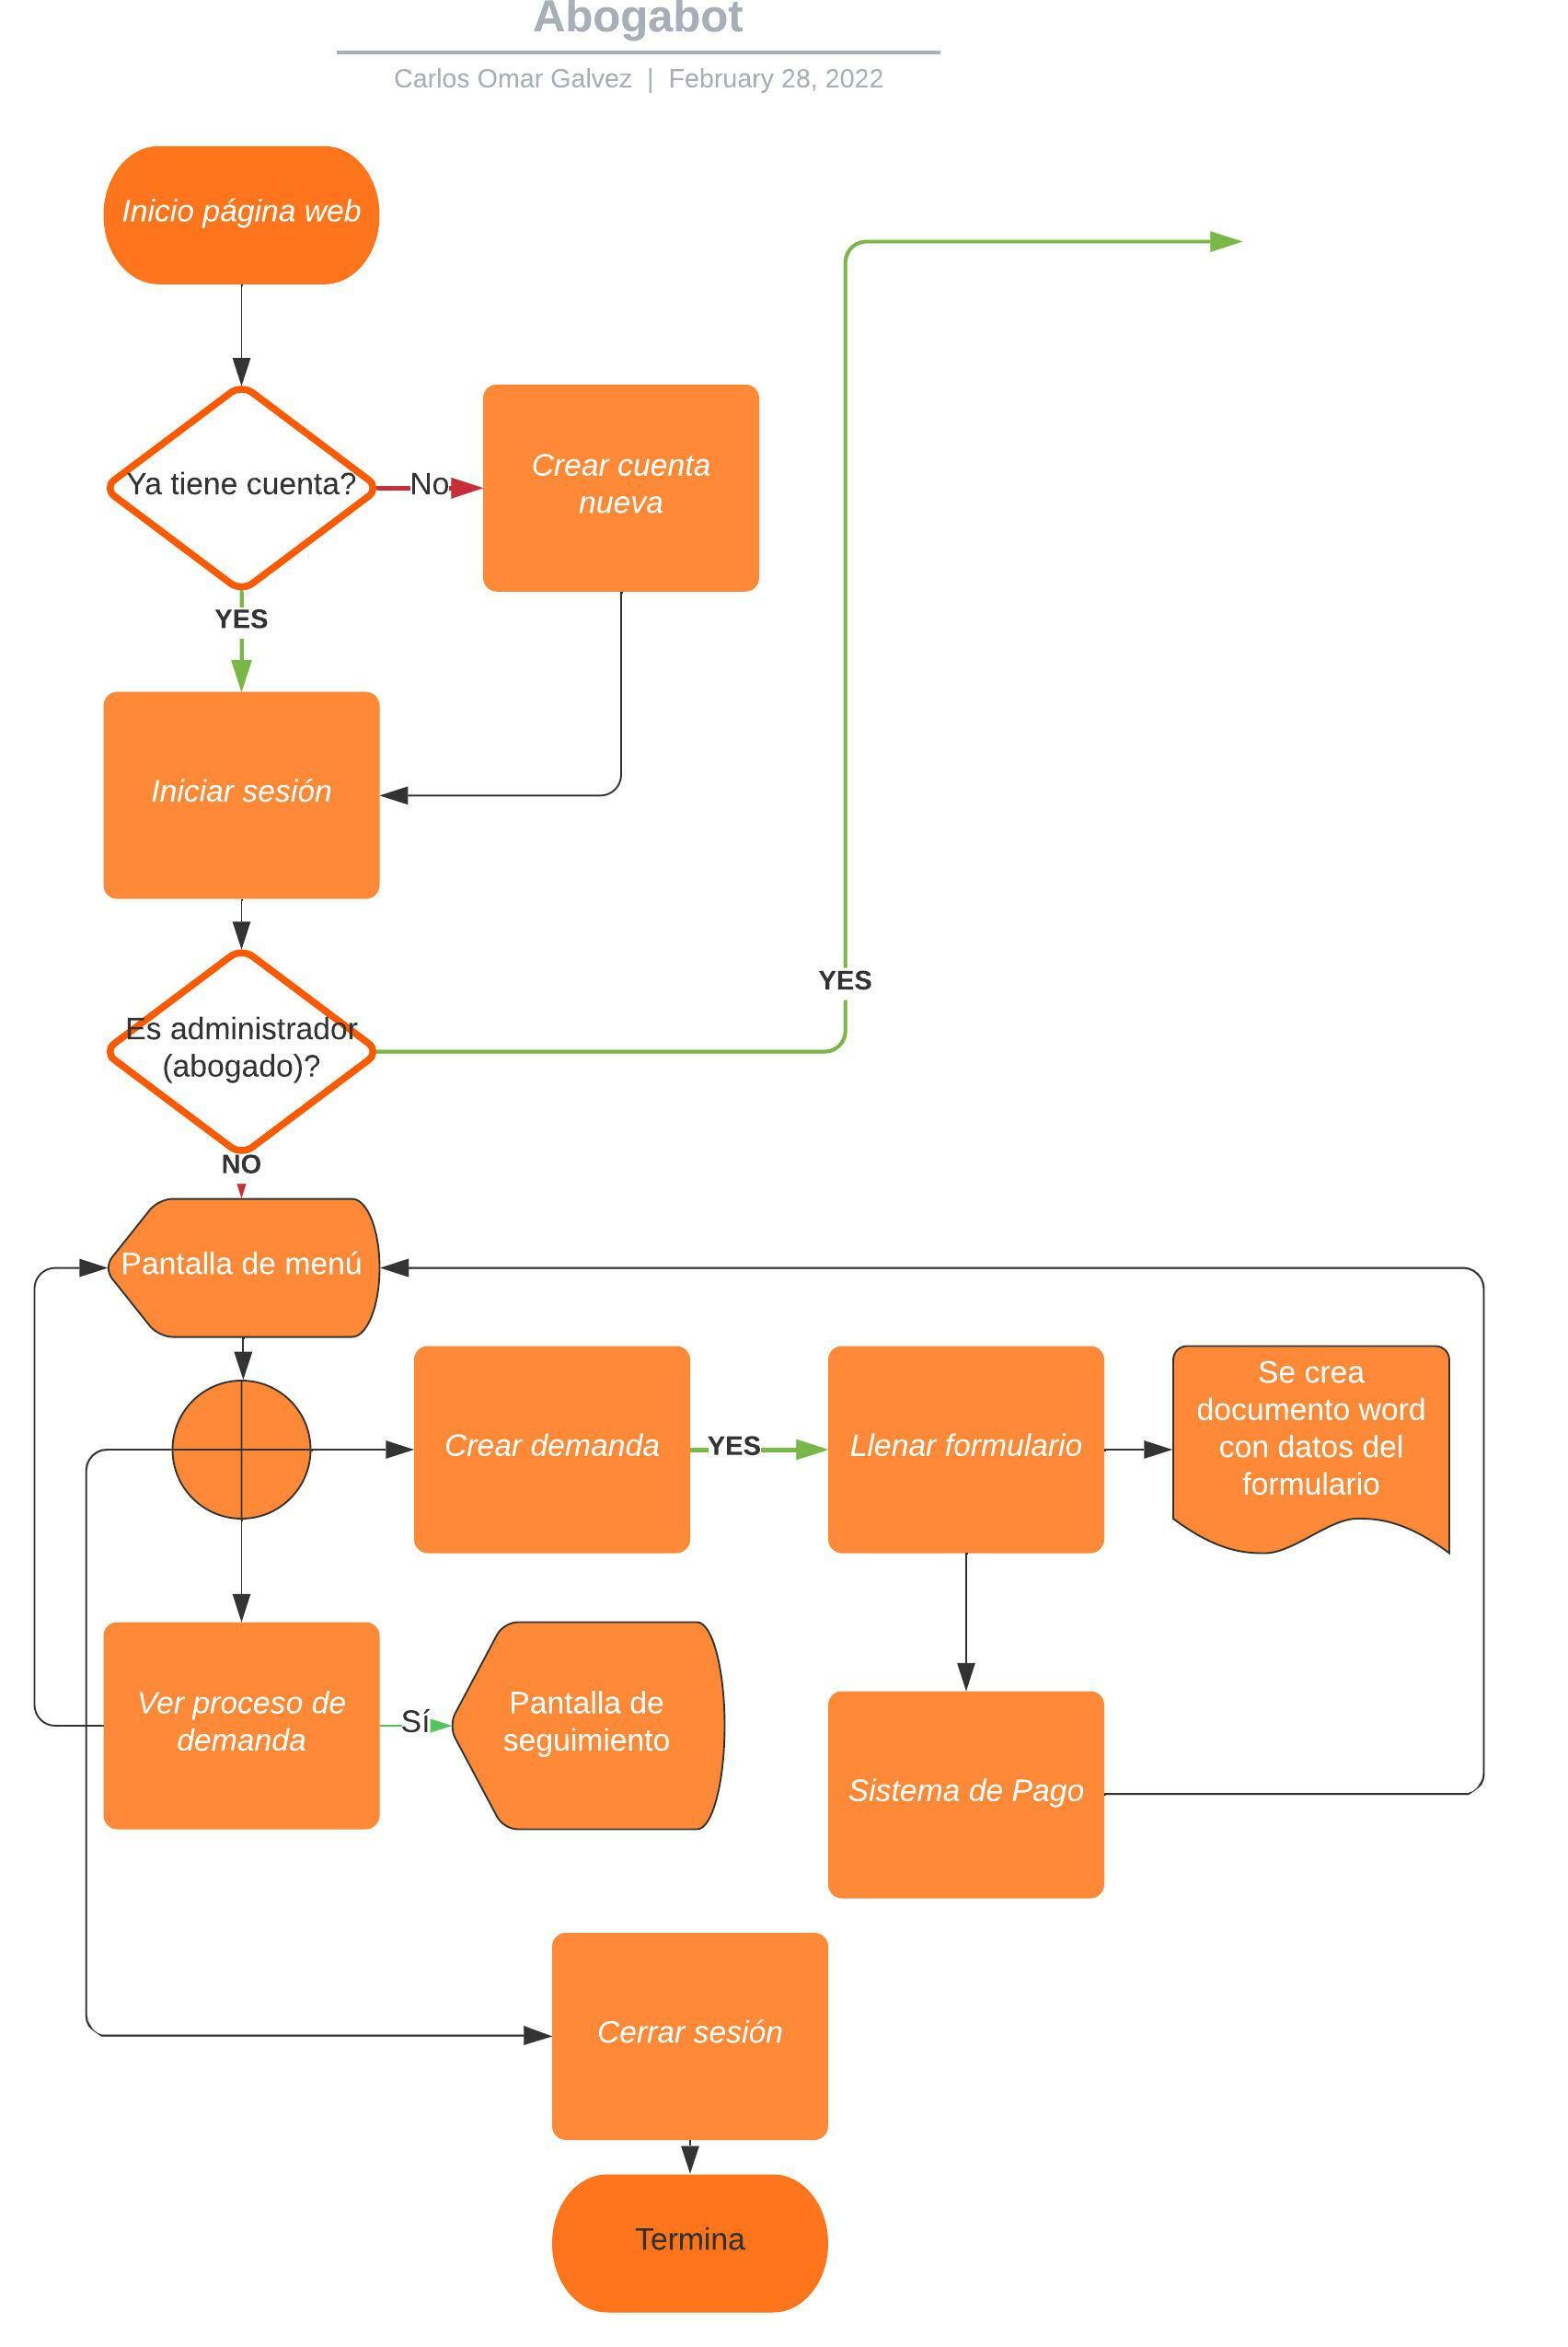 Abogabot
Carlos Omar Galvez | February 28, 2022
Inicio página web
Ya tiene cuenta?
No
Crear cuenta
nueva
YES
Iniciar sesión
YES
Es administrador
(abogado)?
NO
Pantalla de menú
Crear demanda
YES
Llenar formulario
Se crea
documento word
con datos del
formulario
Ver proceso de
demanda
Sí
Pantalla de
seguimiento
Sistema de Pago
Cerrar sesión
Termina